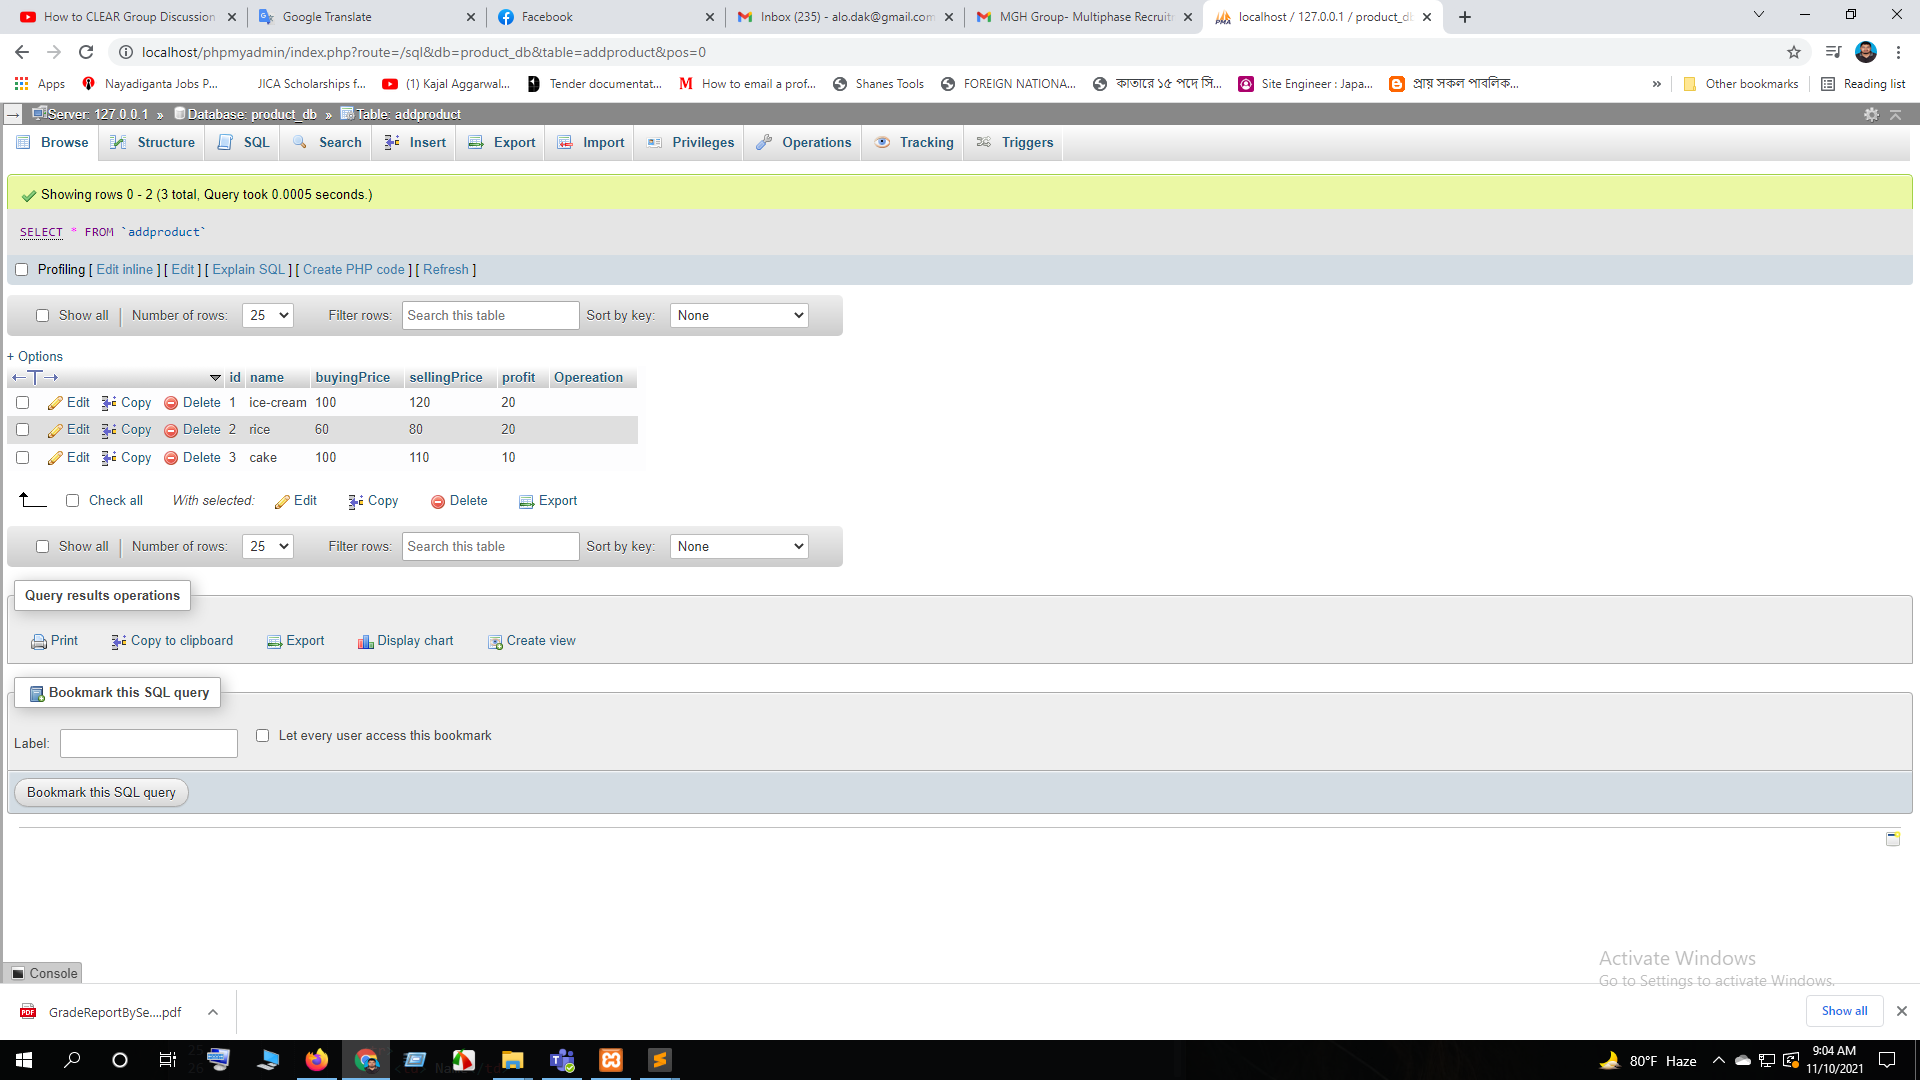 How to CLEAR Group Discussion
Google Translate
Facebook
Inbox (235) - alo.dak@gmail.com
MGH Group- Multiphase Recruitm
localhost / 127.0.0.1 / product_d
localhost/phpmyadmin/index.php?route=/sql&db=product_db&table=addproduct&pos=0
Apps
Nayadiganta Jobs P...
JICA Scholarships f...
(1) Kajal Aggarwal...
Tender documentat...
How to email a prof...
Shanes Tools
FOREIGN NATIONA...
কাতারে ১৫ পদে সি...
Site Engineer : Japa...
প্রায় সকল পাবলিক...
»
Other bookmarks
Reading list
Server: 127.0.0.1 » Database: product_db » Table: addproduct
Browse
Structure
SQL
Search
Insert
Export
Import
Privileges
Operations
Tracking
Triggers
Showing rows 0 - 2 (3 total, Query took 0.0005 seconds.)
SELECT * FROM `addproduct`
Profiling [ Edit inline ] [ Edit ] [ Explain SQL ] [ Create PHP code ] [ Refresh ]
Show all | Number of rows: 25 Filter rows: Search this table Sort by key: None
+ Options
id name buyingPrice sellingPrice profit Opereation
Edit Copy Delete 1 ice-cream 100 120 20
Edit Copy Delete 2 rice 60 80 20
Edit Copy Delete 3 cake 100 110 10
Check all With selected: Edit Copy Delete Export
Show all | Number of rows: 25 Filter rows: Search this table Sort by key: None
Query results operations
Print Copy to clipboard Export Display chart Create view
Bookmark this SQL query
Label:
Let every user access this bookmark
Bookmark this SQL query
Console
Activate Windows
Go to Settings to activate Windows.
GradeReportBySe....pdf
Show all
80°F Haze
9:04 AM
11/10/2021